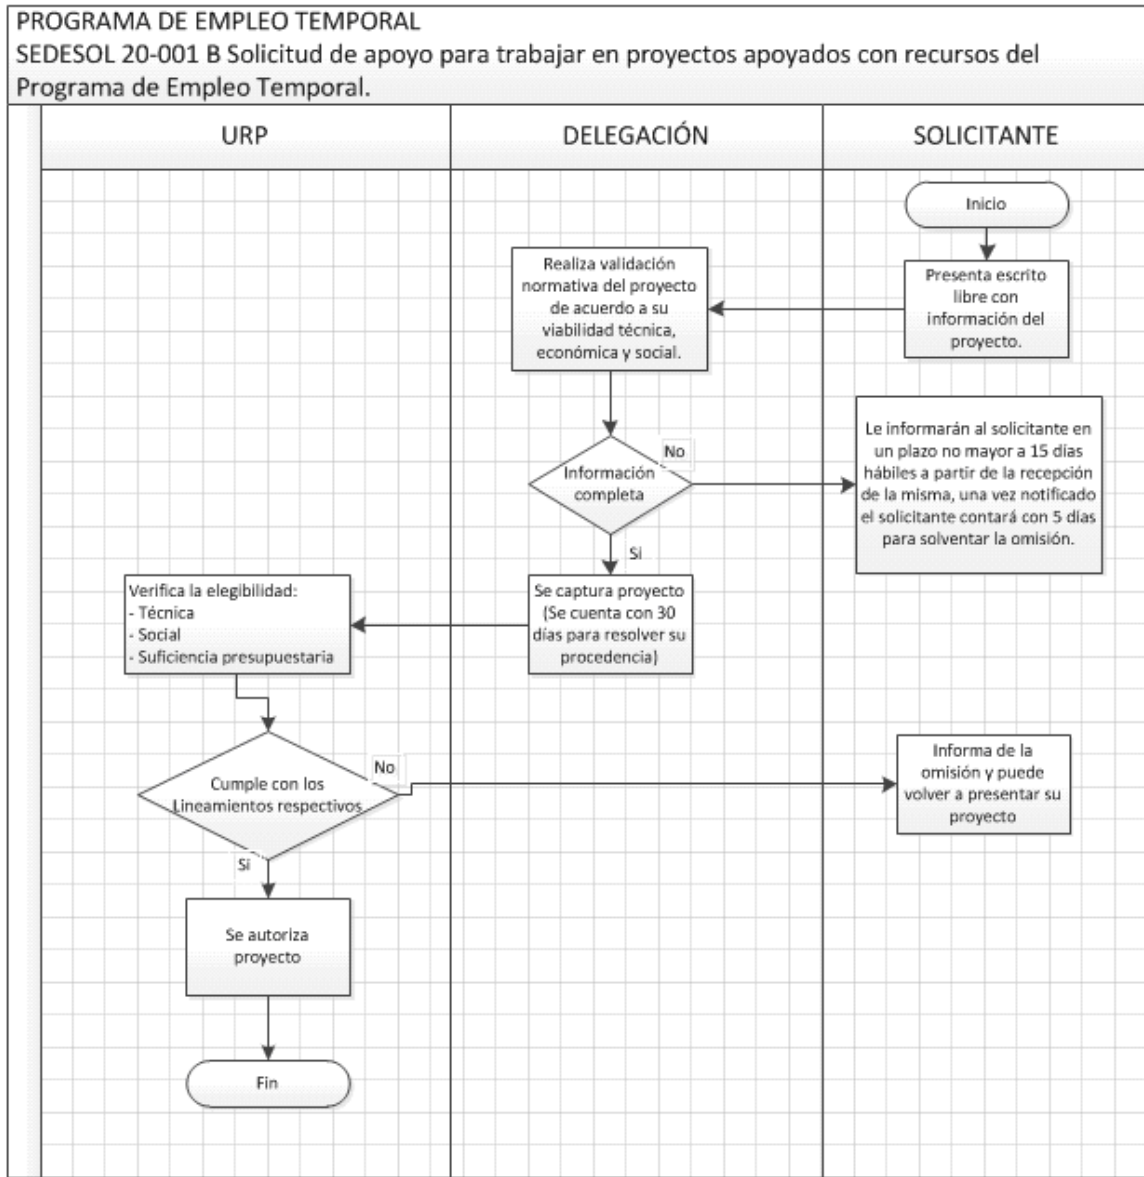 PROGRAMA DE EMPLEO TEMPORAL
SEDESOL 20-001 B Solicitud de apoyo para trabajar en proyectos apoyados con recursos del
Programa de Empleo Temporal.
URP
DELEGACIÓN
SOLICITANTE
Inicio
Presenta escrito
libre con
información del
proyecto.
Realiza validación
normativa del proyecto
de acuerdo a su
viabilidad técnica,
económica y social.
Información
completa
No
Le informarán al solicitante en
un plazo no mayor a 15 días
hábiles a partir de la recepción
de la misma, una vez notificado
el solicitante contará con 5 días
para solventar la omisión.
Si
Se captura proyecto
(Se cuenta con 30
días para resolver su
procedencia)
Verifica la elegibilidad:
- Técnica
- Social
- Suficiencia presupuestaria
Cumple con los
Lineamientos respectivos
No
Informa de la
omisión y puede
volver a presentar su
proyecto
Si
Se autoriza
proyecto
Fin